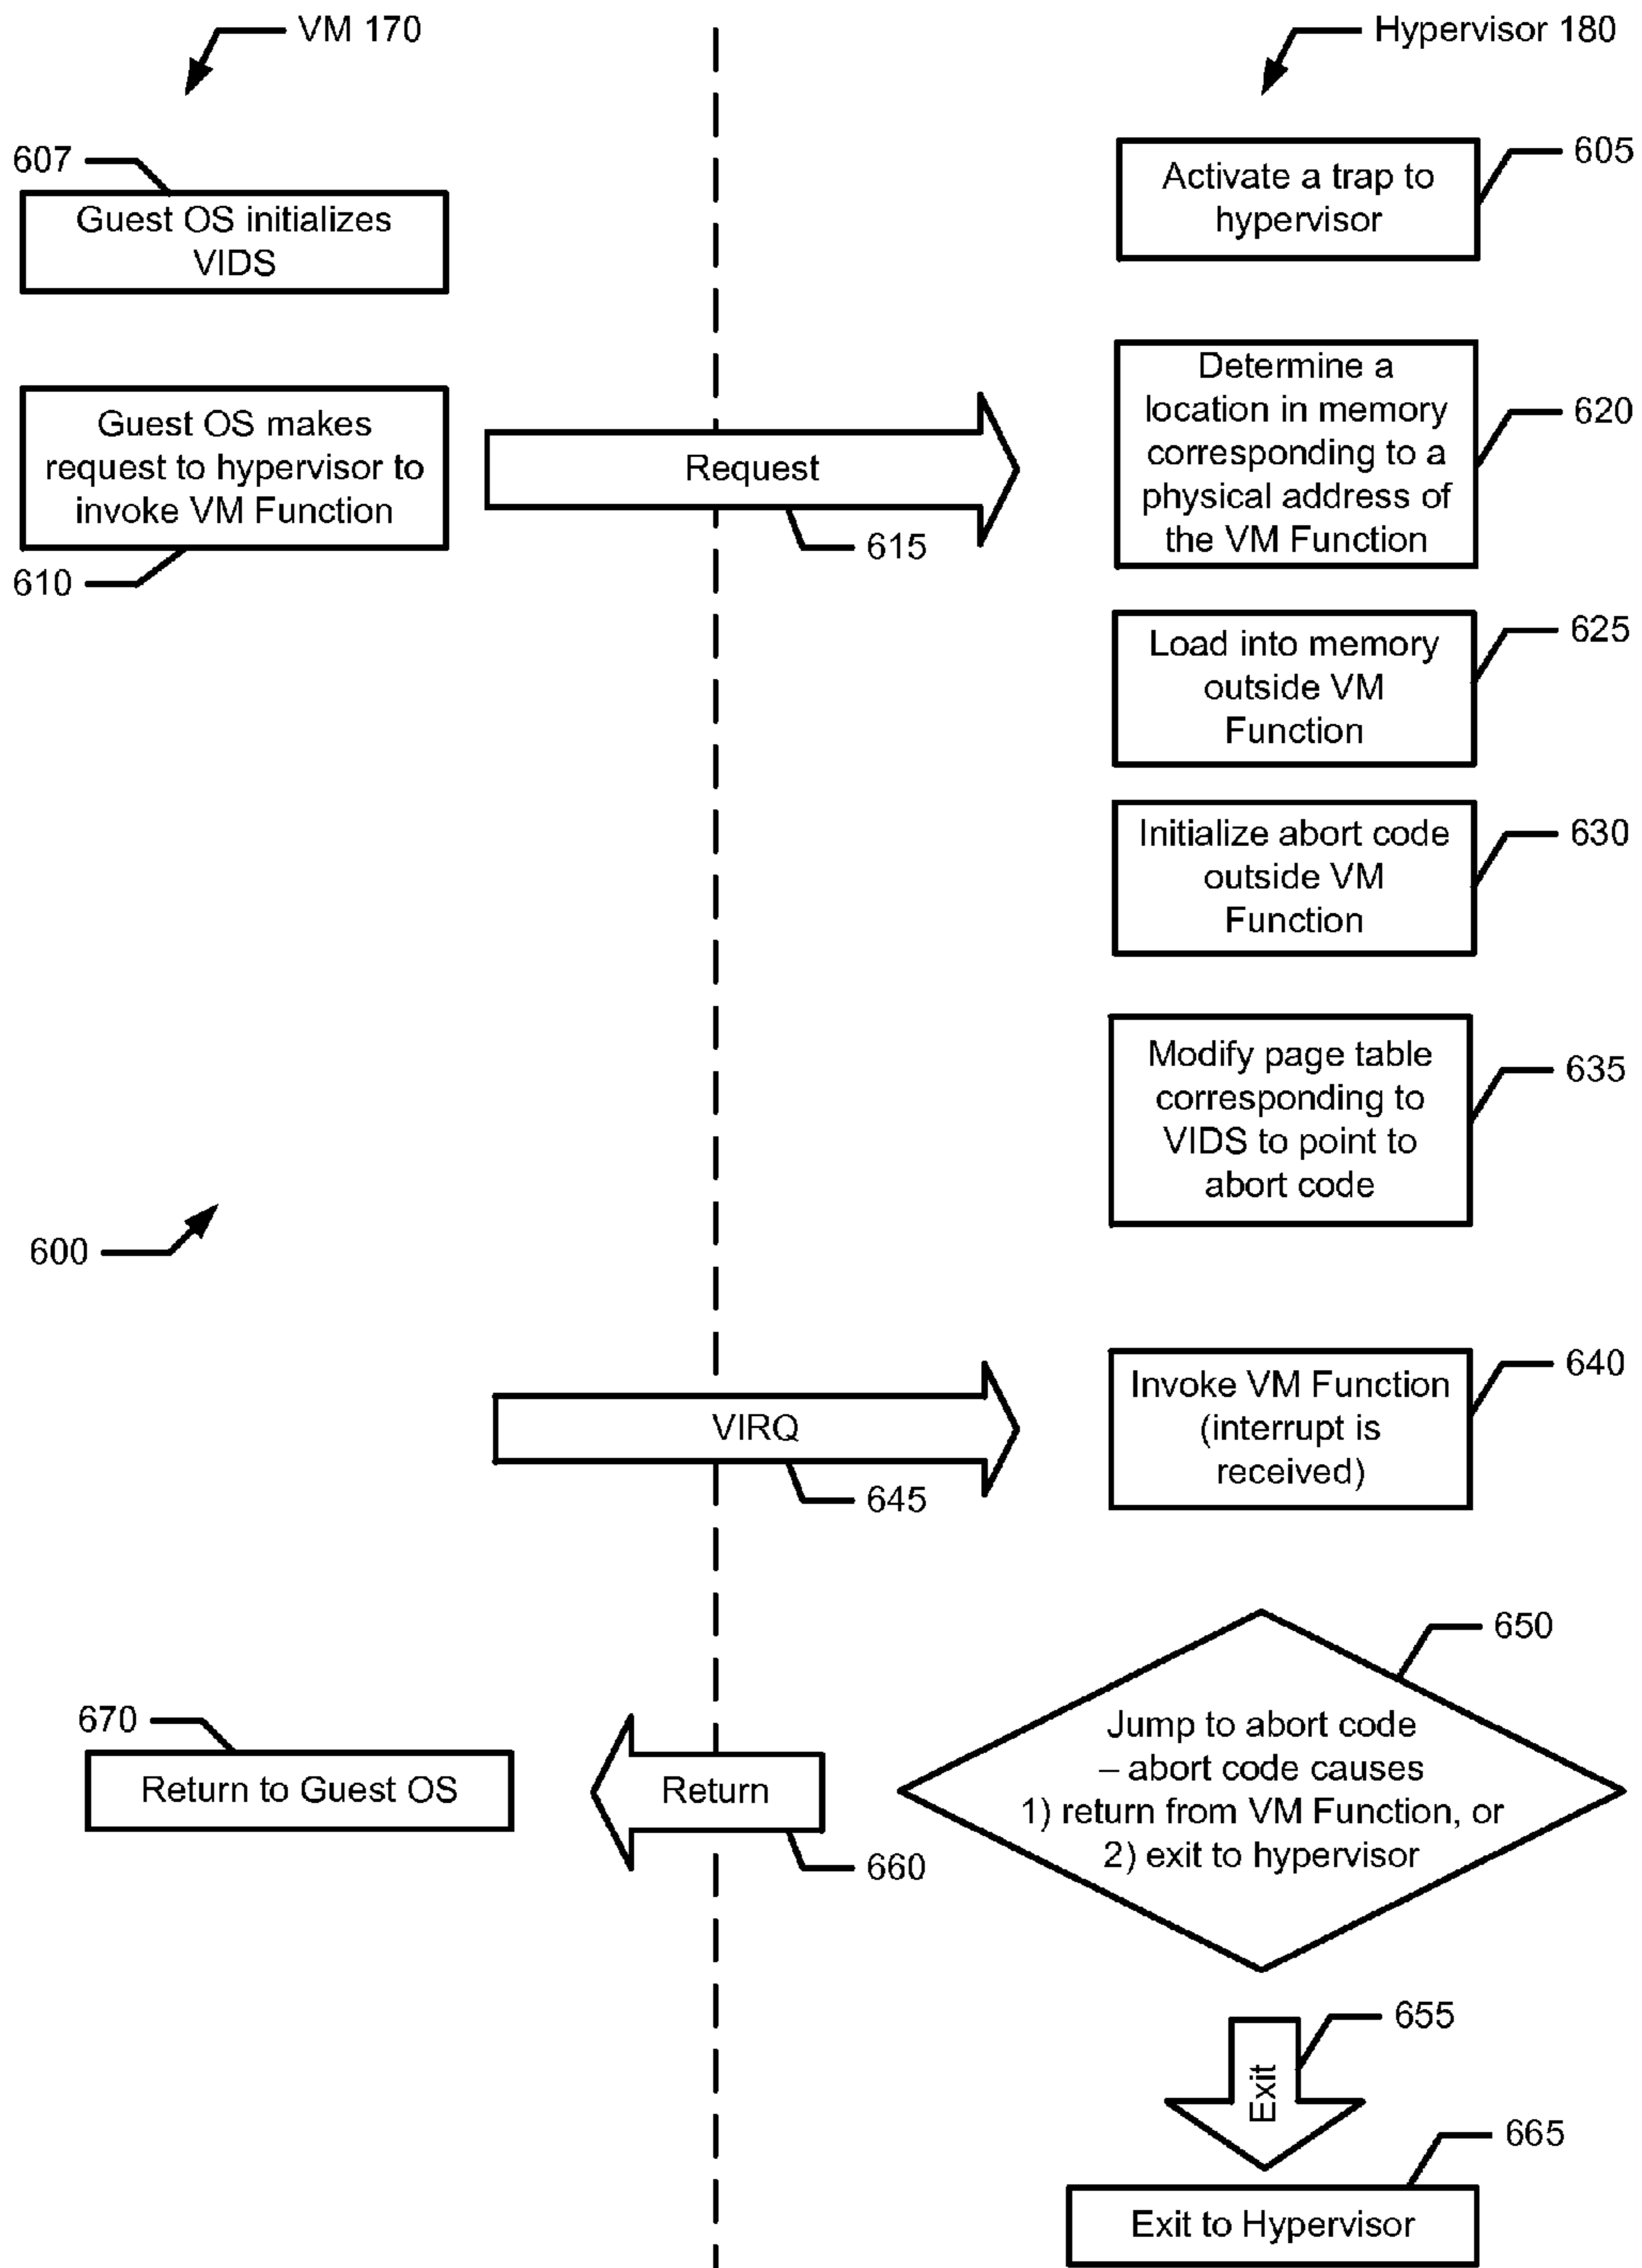 VM 170
Hypervisor 180
607
605
Guest OS initializes
VIDS
Activate a trap to
hypervisor
Guest OS makes
request to hypervisor to
invoke VM Function
610
Request
615
Determine a
location in memory
corresponding to a
physical address of
the VM Function
620
Load into memory
outside VM
Function
625
Initialize abort code
outside VM
Function
630
Modify page table
corresponding to
VIDS to point to
abort code
635
600
VIRQ
645
Invoke VM Function
(interrupt is
received)
640
650
Jump to abort code
– abort code causes
1) return from VM Function, or
2) exit to hypervisor
670
Return to Guest OS
Return
660
655
Exit
665
Exit to Hypervisor